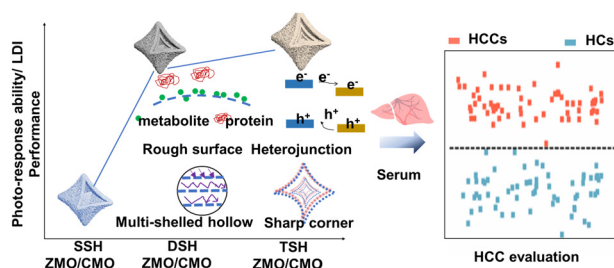 Photo-response ability/ LDI
Performance
metabolite protein
Rough surface
e- e- e-
h+ h+ h+
Heterojunction
Multi-shelled hollow
Sharp corner
SSH
ZMO/CMO
DSH
ZMO/CMO
TSH
ZMO/CMO
Serum
HCCs HCs
HCC evaluation